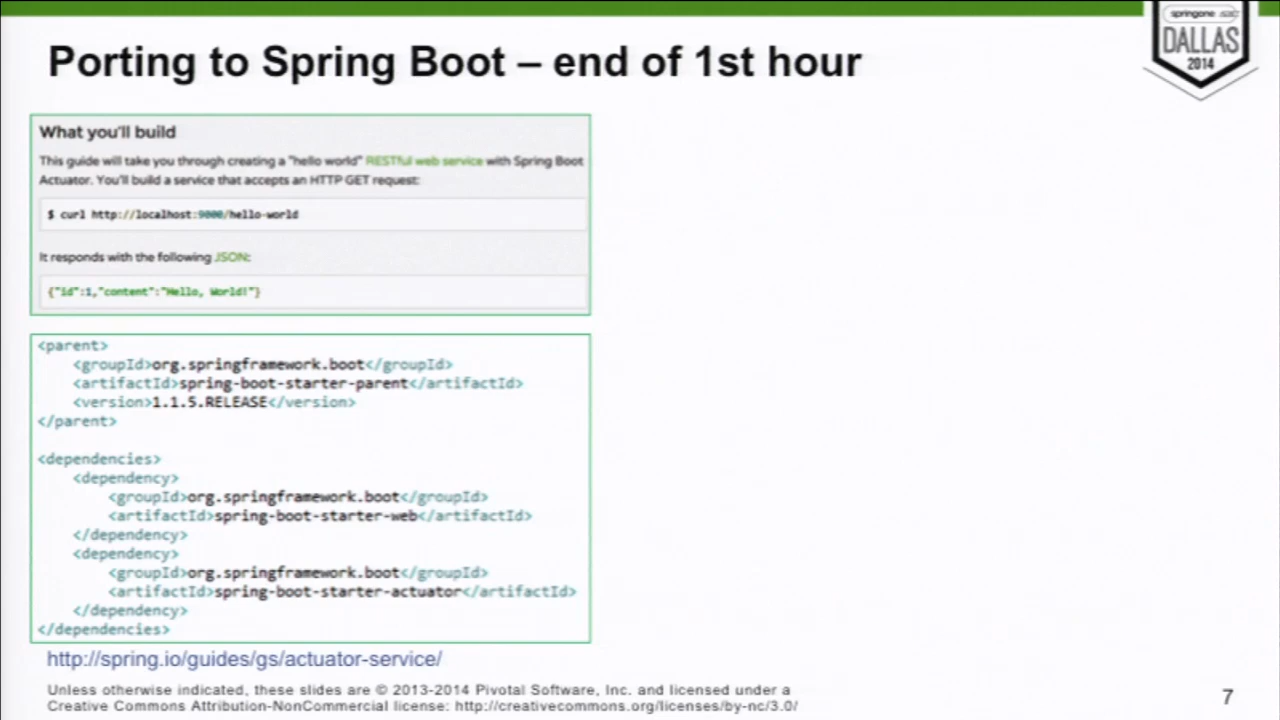 Porting to Spring Boot – end of 1st hour
springone
DALLAS
2014
What you'll build
This guide will take you through creating a "hello world" RESTful web service with Spring Boot
Actuator. You'll build a service that accepts an HTTP GET request:
$ curl http://localhost:9000/hello-world
It responds with the following JSON:
{"id":1,"content":"Hello, World!"}
<parent>
<groupId>org.springframework.boot</groupId>
<artifactId>spring-boot-starter-parent</artifactId>
<version>1.1.5.RELEASE</version>
</parent>
<dependencies>
<dependency>
<groupId>org.springframework.boot</groupId>
<artifactId>spring-boot-starter-web</artifactId>
</dependency>
<dependency>
<groupId>org.springframework.boot</groupId>
<artifactId>spring-boot-starter-actuator</artifactId>
</dependency>
</dependencies>
http://spring.io/guides/gs/actuator-service/
Unless otherwise indicated, these slides are © 2013-2014 Pivotal Software, Inc. and licensed under a
Creative Commons Attribution-NonCommercial license: http://creativecommons.org/licenses/by-nc/3.0/
7